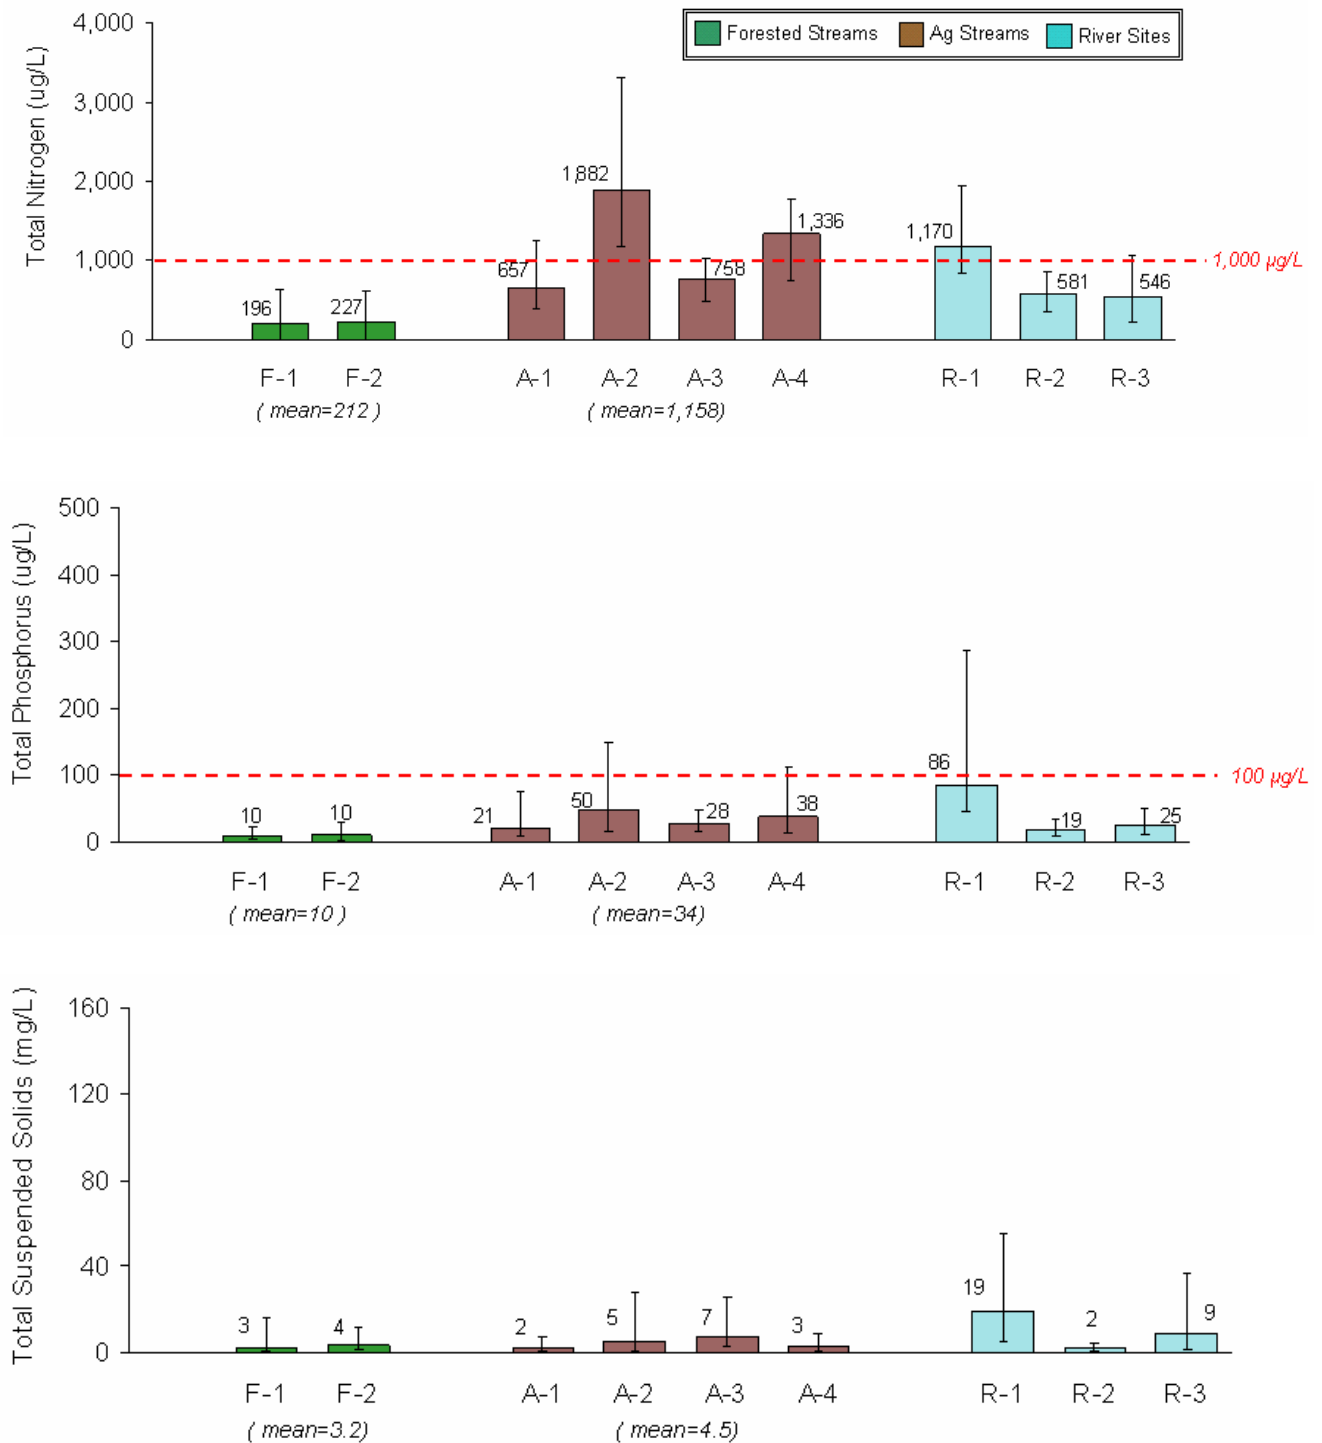 Total Nitrogen (ug/L)
4,000
3,000
2,000
1,000
0
Forested Streams Ag Streams River Sites
196 227 657 1,882 758 1,336 1,170 581 546
1,000 µg/L
F-1 F-2 A-1 A-2 A-3 A-4 R-1 R-2 R-3
( mean=212 ) ( mean=1,158)
Total Phosphorus (ug/L)
500
400
300
200
100
0
10 10 21 50 28 38 86 19 25
100 µg/L
F-1 F-2 A-1 A-2 A-3 A-4 R-1 R-2 R-3
( mean=10 ) ( mean=34)
Total Suspended Solids (mg/L)
160
120
80
40
0
3 4 2 5 7 3 19 2 9
F-1 F-2 A-1 A-2 A-3 A-4 R-1 R-2 R-3
( mean=3.2) ( mean=4.5)